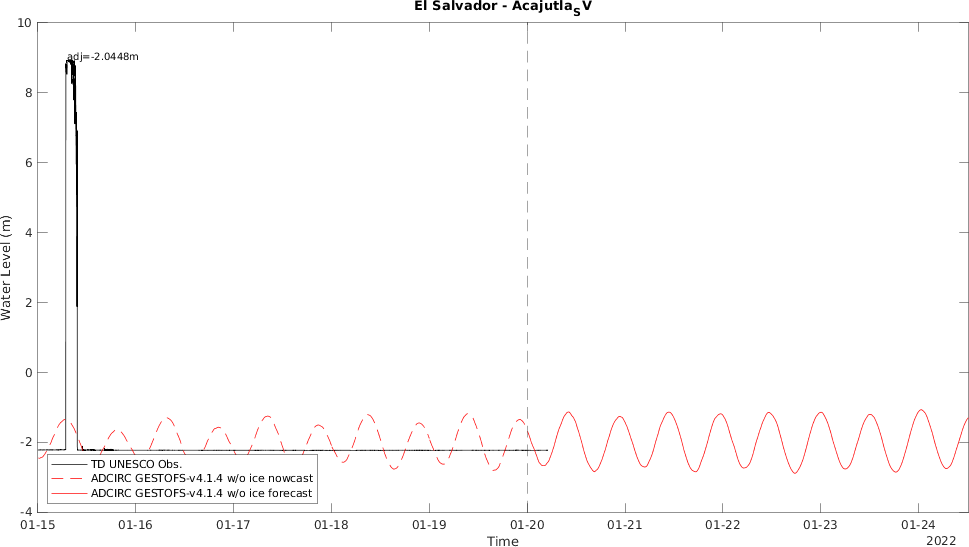 El Salvador - Acajutla_SV
adj=-2.0448m
10
8
6
4
2
0
-2
-4
Water Level (m)
TD UNESCO Obs.
ADCIRC GESTOFS-v4.1.4 w/o ice nowcast
ADCIRC GESTOFS-v4.1.4 w/o ice forecast
01-15 01-16 01-17 01-18 01-19 01-20 01-21 01-22 01-23 01-24
Time
2022